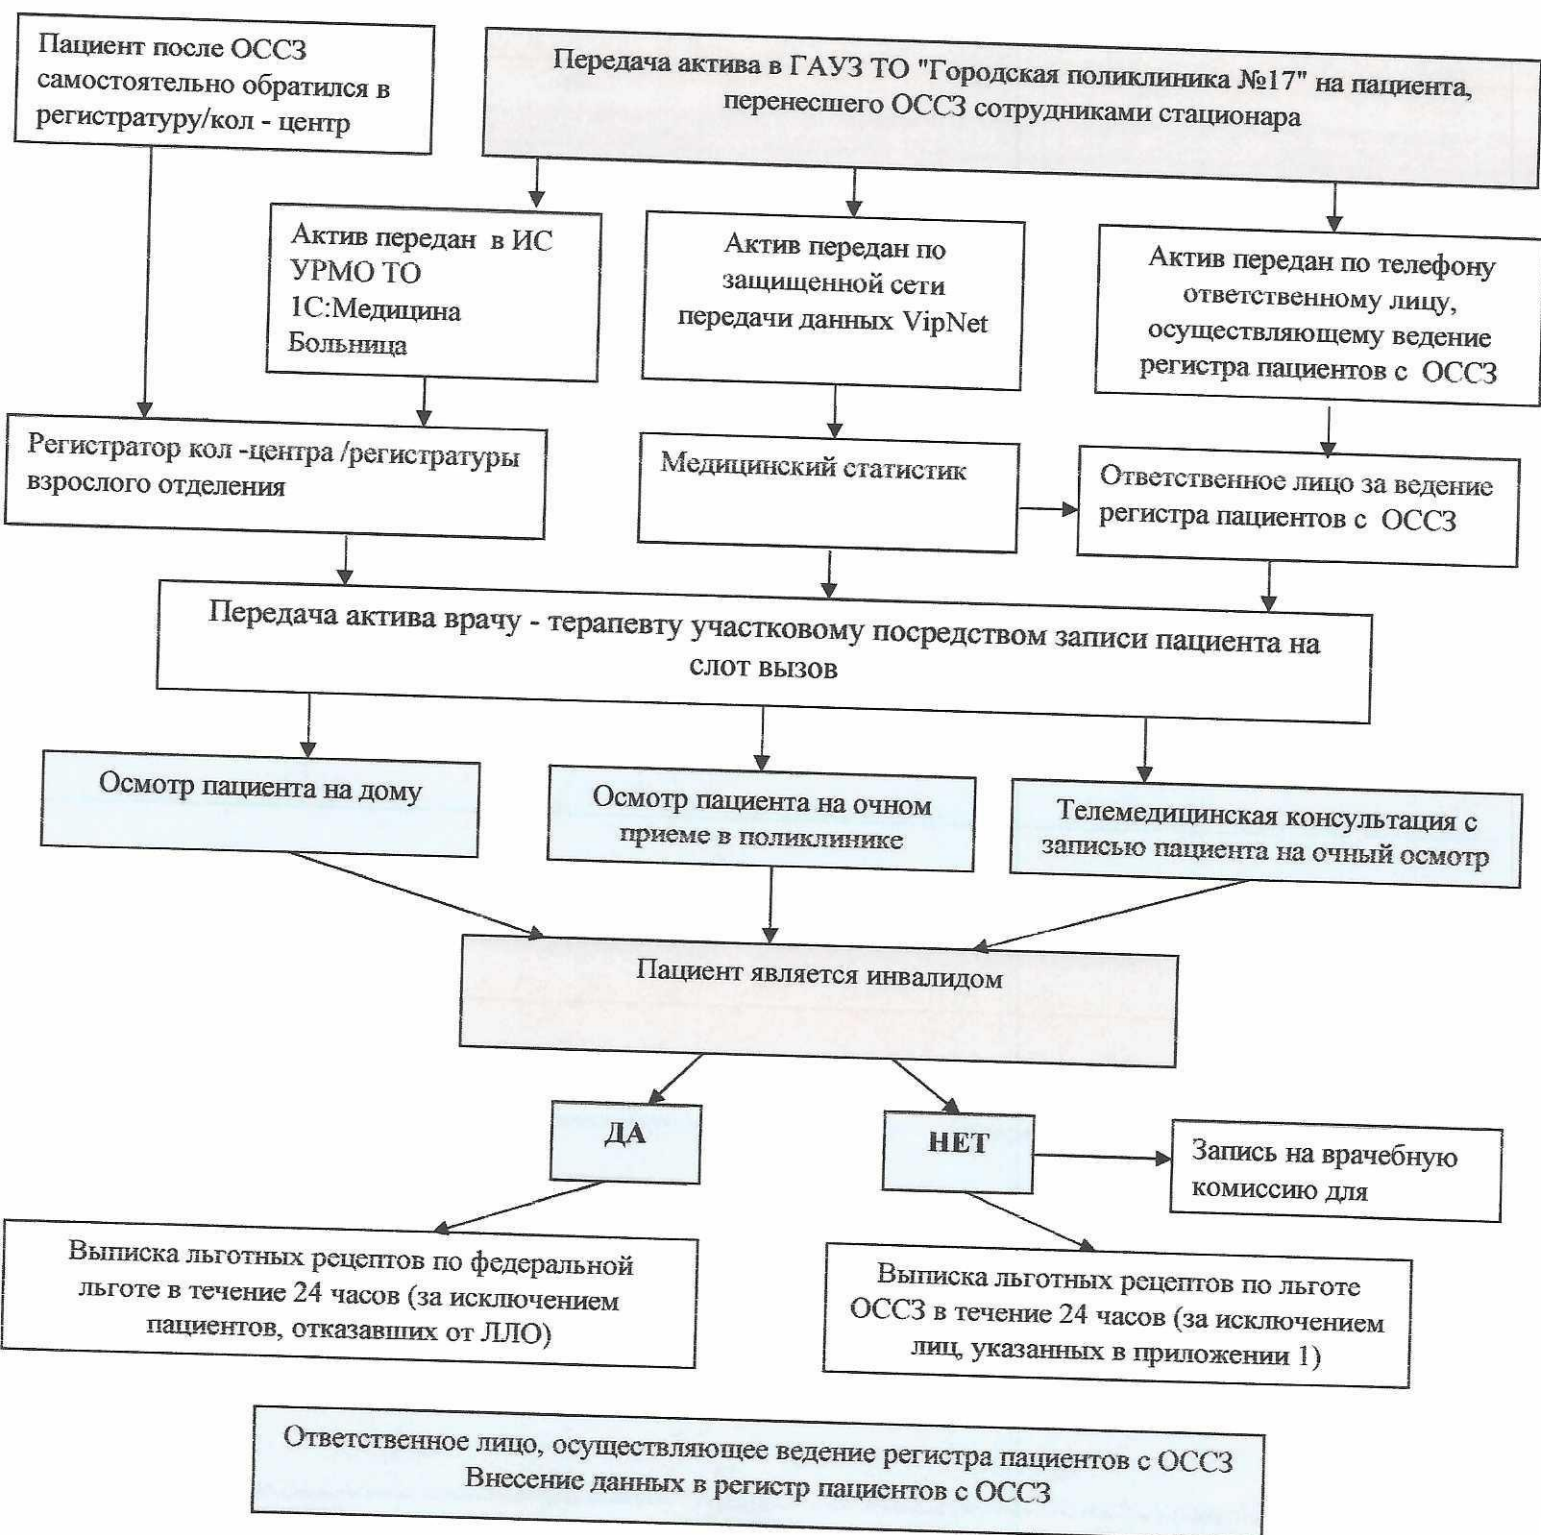 Пациент после ОССЗ
самостоятельно обратился в
регистратуру/кол - центр
Передача актива в ГАУЗ ТО "Городская поликлиника №17" на пациента,
перенесшего ОССЗ сотрудниками стационара
Актив передан в ИС
УРМО ТО
1С:Медицина
Больница
Актив передан по
защищенной сети
передачи данных VipNet
Актив передан по телефону
ответственному лицу,
осуществляющему ведение
регистра пациентов с ОССЗ
Регистратор кол -центра /регистратуры
взрослого отделения
Медицинский статистик
Ответственное лицо за ведение
регистра пациентов с ОССЗ
Передача актива врачу - терапевту участковому посредством записи пациента на
слот вызов
Осмотр пациента на дому
Осмотр пациента на очном
приеме в поликлинике
Телемедицинская консультация с
записью пациента на очный осмотр
Пациент является инвалидом
ДА
НЕТ
Запись на врачебную
комиссию для
Выписка льготных рецептов по федеральной
льготе в течение 24 часов (за исключением
пациентов, отказавших от ЛЛО)
Выписка льготных рецептов по льготе
ОССЗ в течение 24 часов (за исключением
лиц, указанных в приложении 1)
Ответственное лицо, осуществляющее ведение регистра пациентов с ОССЗ
Внесение данных в регистр пациентов с ОССЗ